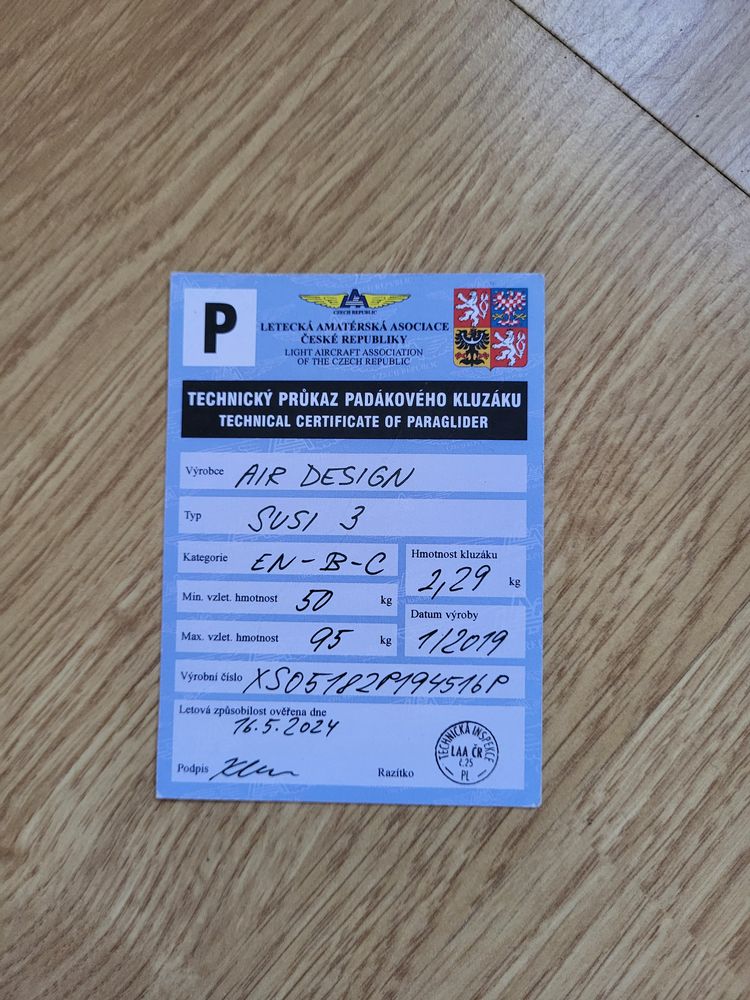 P
CZECH REPUBLIC
LETECKÁ AMATÉRSKÁ ASOCIACE
ČESKÉ REPUBLIKY
LIGHT AIRCRAFT ASSOCIATION
OF THE CZECH REPUBLIC
TECHNICKÝ PRŮKAZ PADÁKOVÉHO KLUZÁKU
TECHNICAL CERTIFICATE OF PARAGLIDER
Výrobce AIR DESIGN
Typ SUSI 3
Kategorie EN-B-C
Hmotnost kluzáku
2,29 kg
Min. vzlet. hmotnost 50 kg
Datum výroby
1/2019
Max. vzlet. hmotnost 95 kg
Výrobní číslo XS05182P194516P
Letová způsobilost ověřena dne
16.5.2024
Podpis
Razítko
TECHNICKÁ INSPEKCE
LAA ČR
č.25
PL